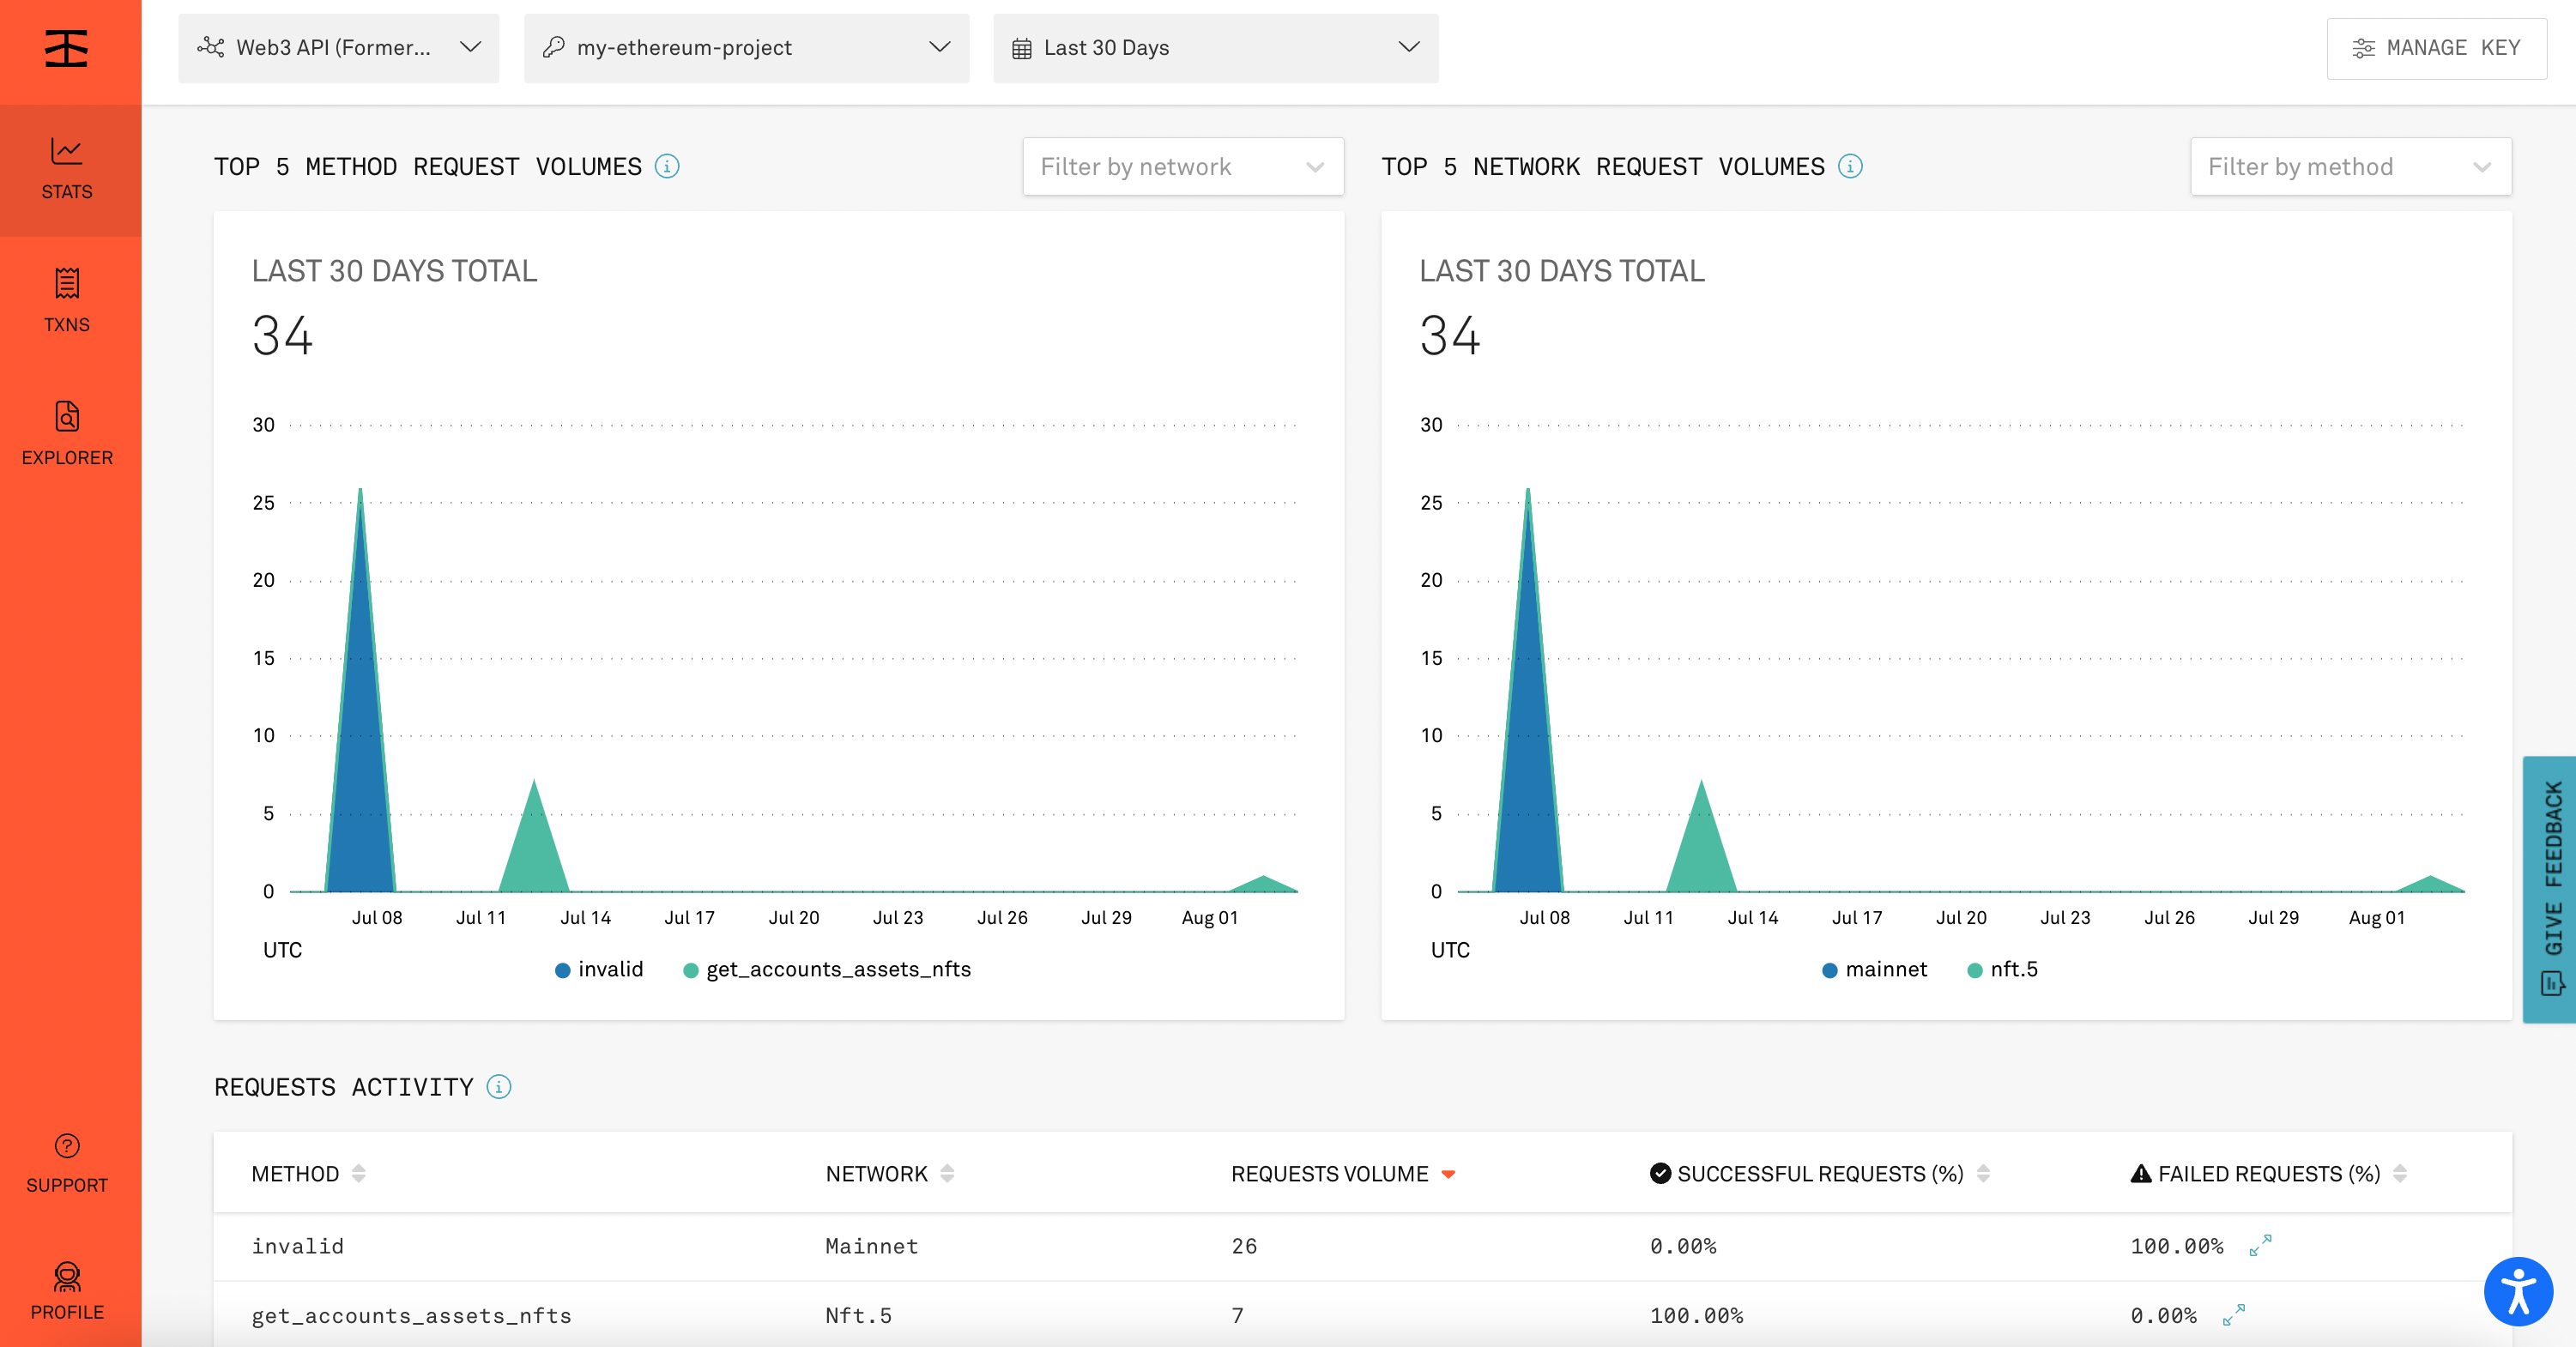 Web3 API (Former...
my-ethereum-project
Last 30 Days
MANAGE KEY
STATS
TXNS
EXPLORER
SUPPORT
PROFILE
TOP 5 METHOD REQUEST VOLUMES
Filter by network
LAST 30 DAYS TOTAL
34
30
25
20
15
10
5
0
Jul 08 Jul 11 Jul 14 Jul 17 Jul 20 Jul 23 Jul 26 Jul 29 Aug 01
UTC
invalid get_accounts_assets_nfts
TOP 5 NETWORK REQUEST VOLUMES
Filter by method
LAST 30 DAYS TOTAL
34
30
25
20
15
10
5
0
Jul 08 Jul 11 Jul 14 Jul 17 Jul 20 Jul 23 Jul 26 Jul 29 Aug 01
UTC
mainnet nft.5
GIVE FEEDBACK
REQUESTS ACTIVITY
METHOD NETWORK REQUESTS VOLUME SUCCESSFUL REQUESTS (%) FAILED REQUESTS (%)
invalid Mainnet 26 0.00% 100.00%
get_accounts_assets_nfts Nft.5 7 100.00% 0.00%